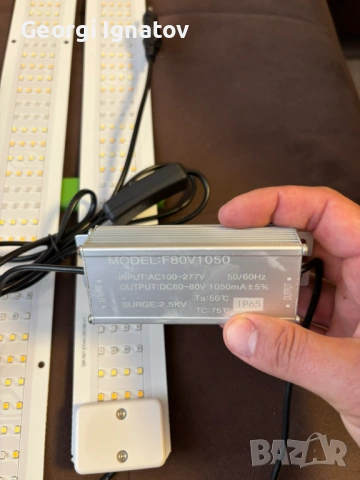 Georgi Ignatov
MODEL:F80V1050
INPUT:AC100-277V 50/60Hz
OUTPUT:DC60-80V 1050mA±5%
SURGE:2.5KV Ta:50℃ IP65
TC:75℃
BAZAR